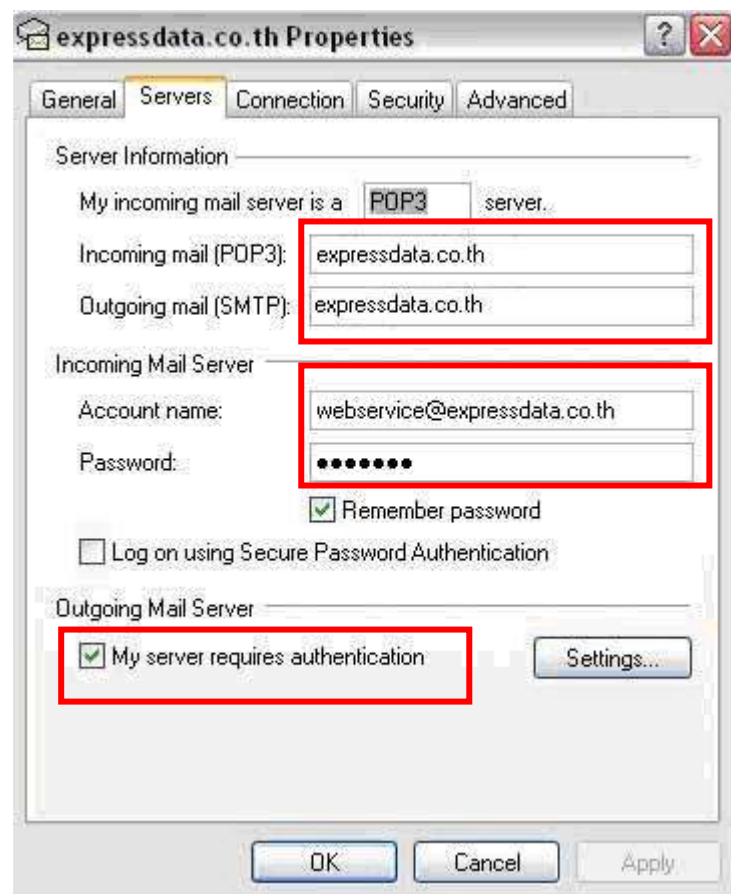 expressdata.co.th Properties
General Servers Connection Security Advanced
Server Information
My incoming mail server is a POP3 server.
Incoming mail (POP3): expressdata.co.th
Outgoing mail (SMTP): expressdata.co.th
Incoming Mail Server
Account name: webservice@expressdata.co.th
Password: ●●●●●●●
Remember password
Log on using Secure Password Authentication
Outgoing Mail Server
My server requires authentication Settings...
OK Cancel Apply